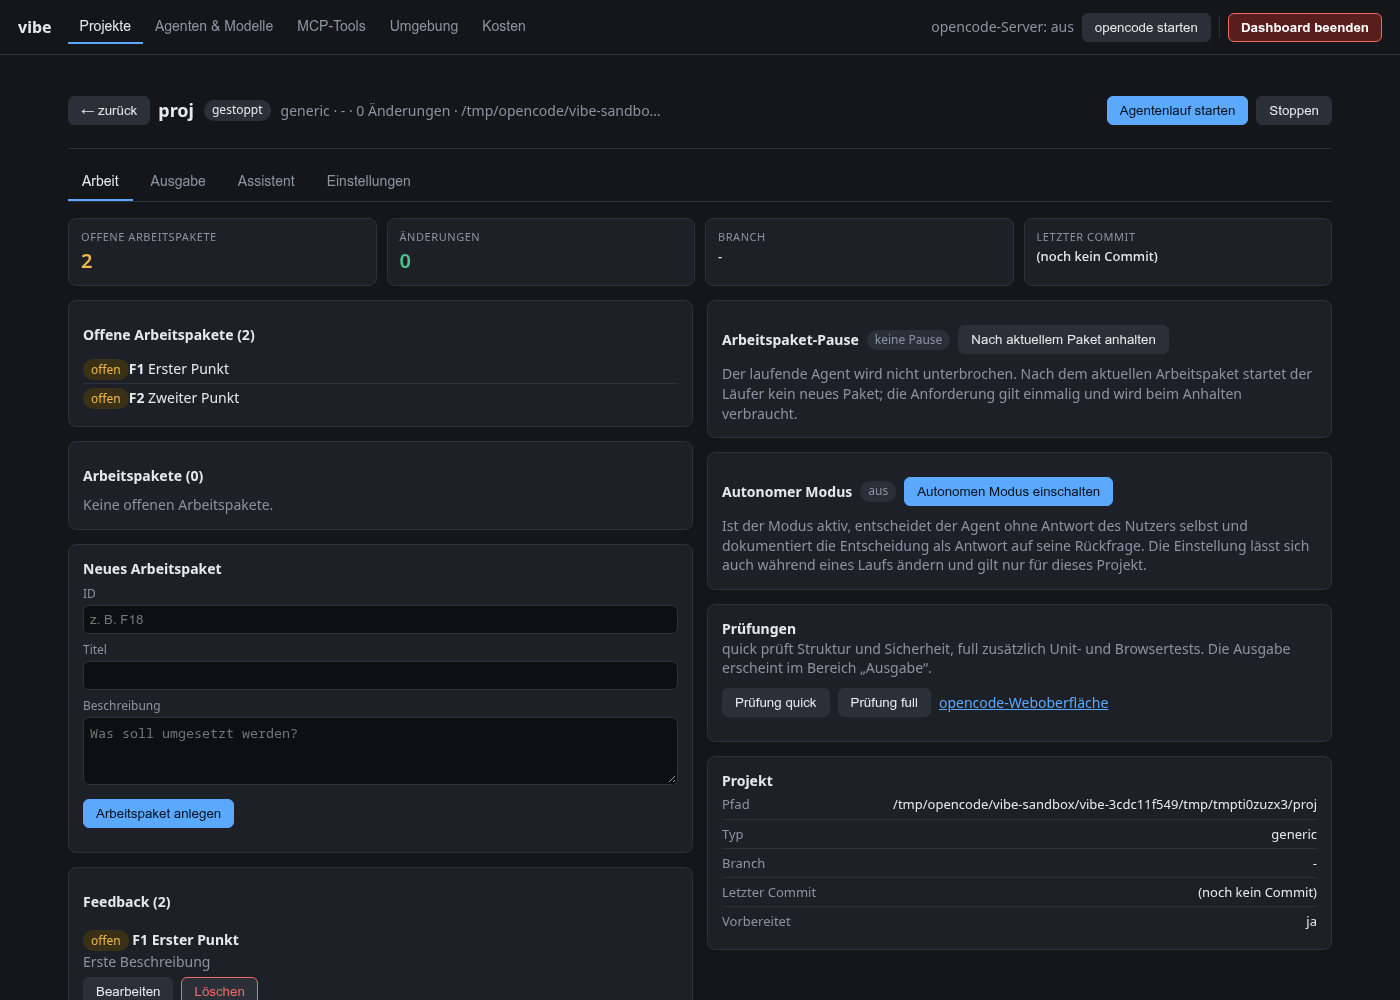 vibe
Projekte
Agenten & Modelle
MCP-Tools
Umgebung
Kosten
opencode-Server: aus
opencode starten
Dashboard beenden
← zurück
proj
gestoppt
generic · - · 0 Änderungen · /tmp/opencode/vibe-sandbo…
Agentenlauf starten
Stoppen
Arbeit
Ausgabe
Assistent
Einstellungen
OFFENE ARBEITSPAKETE
2
ÄNDERUNGEN
0
BRANCH
-
LETZTER COMMIT
(noch kein Commit)
Offene Arbeitspakete (2)
offen F1 Erster Punkt
offen F2 Zweiter Punkt
Arbeitspakete (0)
Keine offenen Arbeitspakete.
Neues Arbeitspaket
ID
z. B. F18
Titel
Beschreibung
Was soll umgesetzt werden?
Arbeitspaket anlegen
Feedback (2)
offen F1 Erster Punkt
Erste Beschreibung
Bearbeiten
Löschen
Arbeitspaket-Pause
keine Pause
Nach aktuellem Paket anhalten
Der laufende Agent wird nicht unterbrochen. Nach dem aktuellen Arbeitspaket startet der
Läufer kein neues Paket; die Anforderung gilt einmalig und wird beim Anhalten
verbraucht.
Autonomer Modus
aus
Autonomen Modus einschalten
Ist der Modus aktiv, entscheidet der Agent ohne Antwort des Nutzers selbst und
dokumentiert die Entscheidung als Antwort auf seine Rückfrage. Die Einstellung lässt sich
auch während eines Laufs ändern und gilt nur für dieses Projekt.
Prüfungen
quick prüft Struktur und Sicherheit, full zusätzlich Unit- und Browsertests. Die Ausgabe
erscheint im Bereich „Ausgabe“.
Prüfung quick
Prüfung full
opencode-Weboberfläche
Projekt
Pfad /tmp/opencode/vibe-sandbox/vibe-3cdc11f549/tmp/tmpti0zuzx3/proj
Typ generic
Branch -
Letzter Commit (noch kein Commit)
Vorbereitet ja